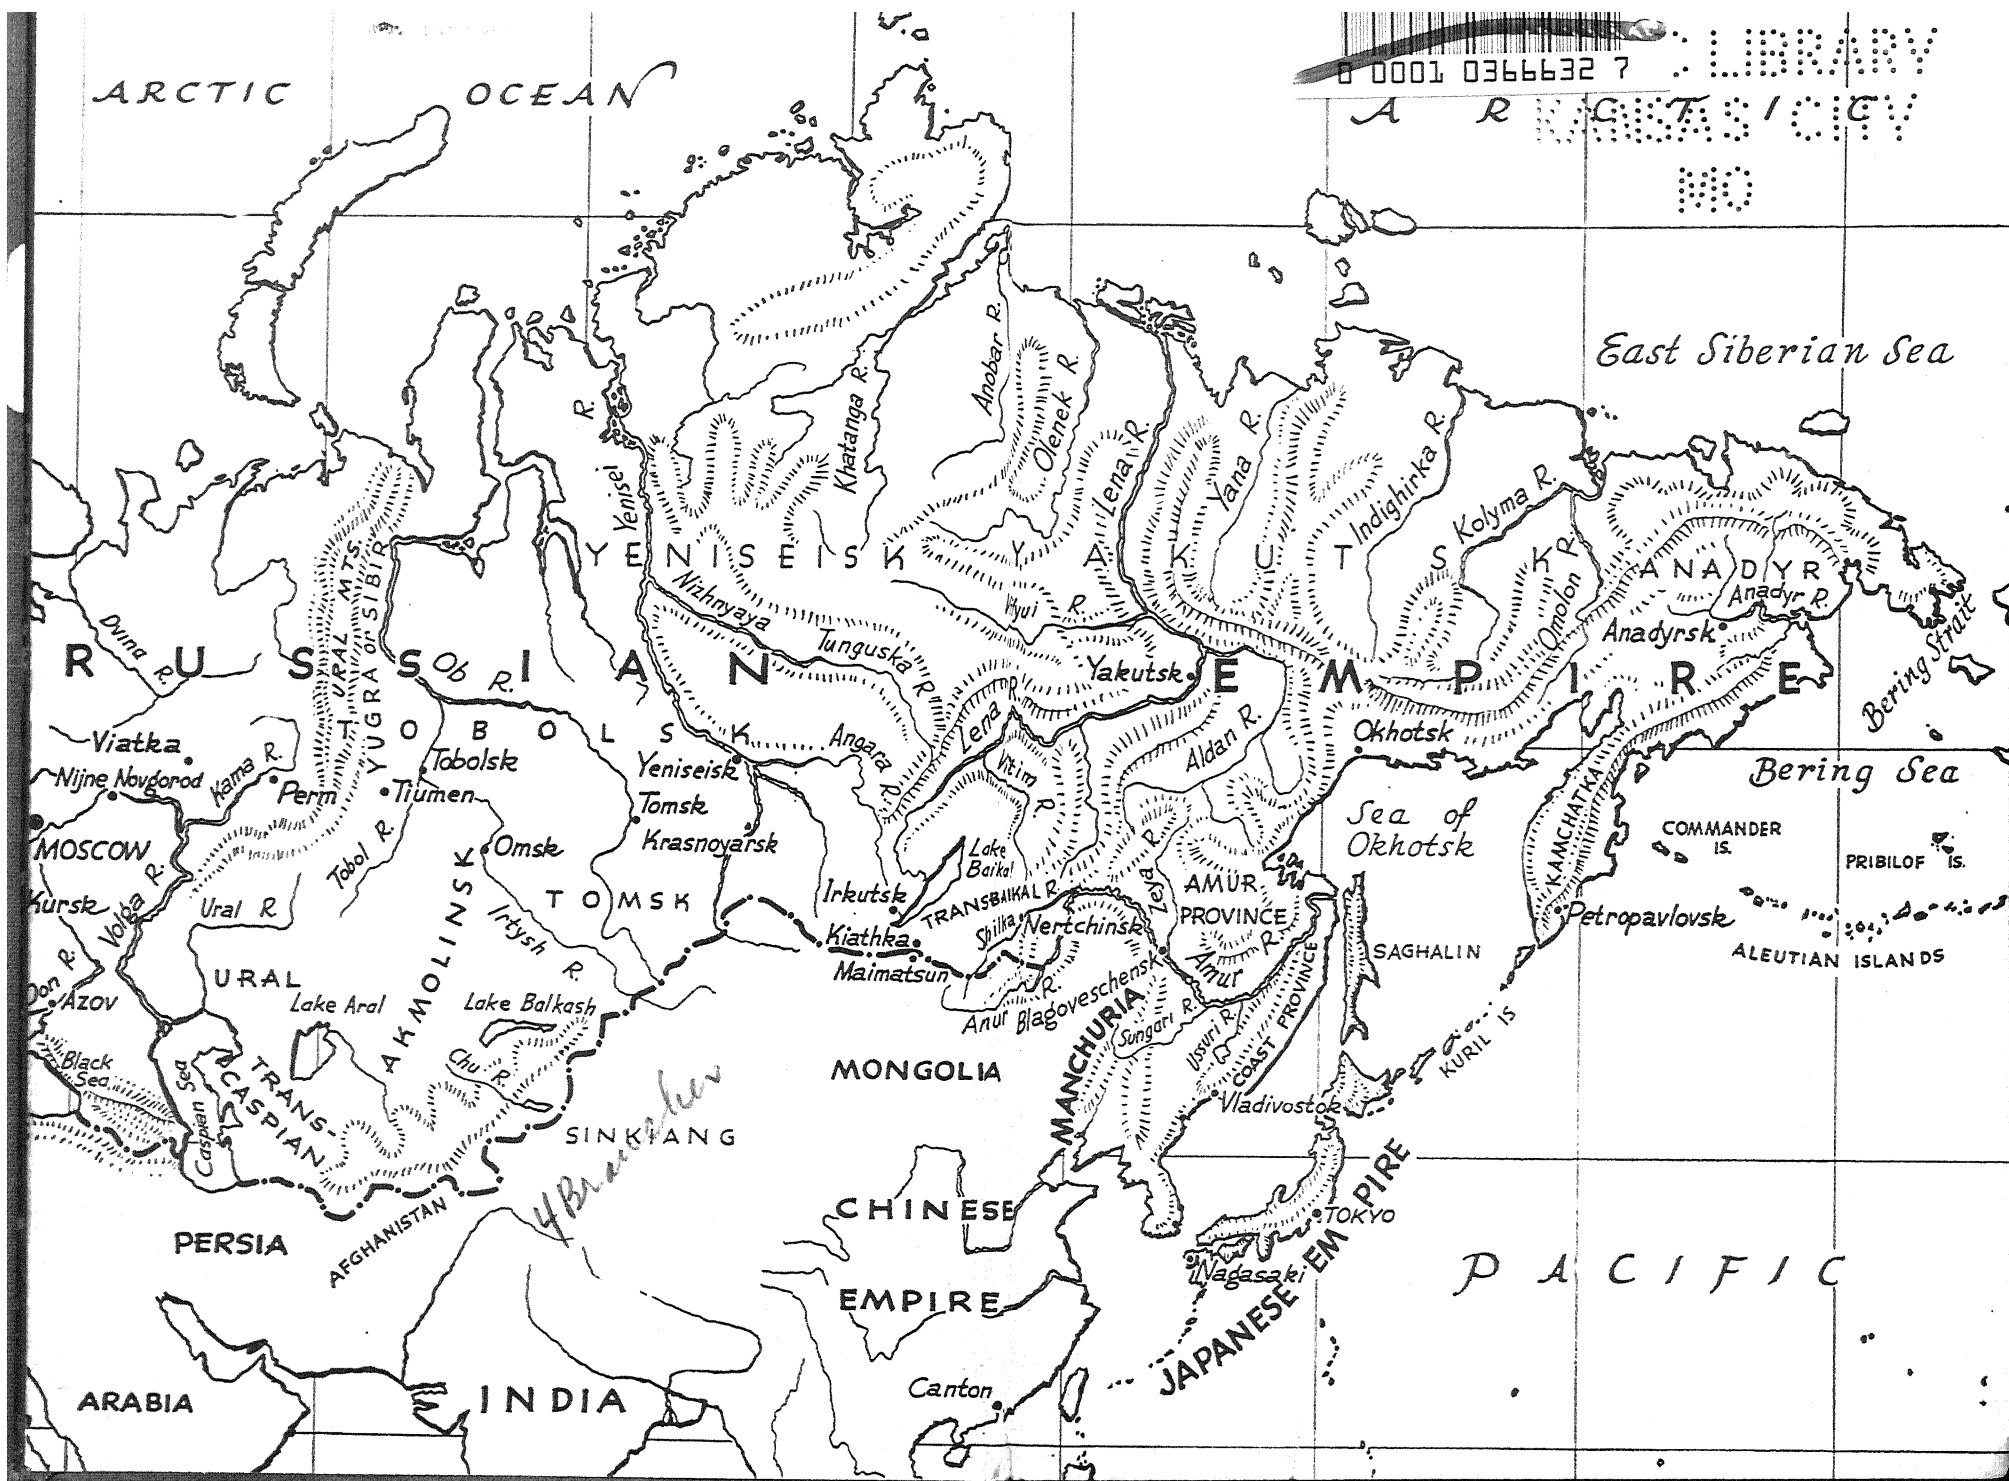 0 0001 0366632 7
LIBRARY
KANSAS CITY
MO
ARCTIC OCEAN
ARCTIC
East Siberian Sea
Yenisei R.
Khatanga R.
Anobar R.
Olenek R.
Lena R.
Yana R.
Indighirka R.
Kolyma R.
Omolon R.
YENISEISK
YAKUTSK
ANADYR
Anadyr R.
Anadyrsk
Bering Strait
URAL MTS.
YUGRA or SIBIR
Dvina R.
Nizhnyaya Tunguska R.
Vilyui R.
RUSSIAN EMPIRE
Ob R.
Yakutsk
TOBOLSK
Angara R.
Lena R.
Vitim R.
Aldan R.
Okhotsk
Viatka
Nijne Novgorod
Kama R.
Perm
Tobolsk
Tiumen
Yeniseisk
Tomsk
Krasnoyarsk
Bering Sea
Sea of
Okhotsk
KAMCHATKA
COMMANDER
IS.
PRIBILOF IS.
MOSCOW
Tobol R.
Omsk
AKMOLINSK
Lake
Baikal
Zeya R.
AMUR
PROVINCE
Kursk
Volga R.
Ural R.
TOMSK
Irtysh R.
Irkutsk
TRANSBAIKAL R.
Shilka
Nertchinsk
Petropavlovsk
Kiathka
Maimatsun
Amur R.
SAGHALIN
ALEUTIAN ISLANDS
Don R.
Azov
URAL
Lake Aral
Lake Balkash
Anur R.
Blagoveschensk
Sungari R.
Ussuri R.
COAST PROVINCE
MANCHURIA
KURIL IS
Black
Sea
Caspian Sea
TRANS-
CASPIAN
Chu R.
MONGOLIA
Vladivostok
SINKIANG
4 Brancher
CHINESE
EMPIRE
JAPANESE EMPIRE
TOKYO
Nagasaki
PERSIA
AFGHANISTAN
PACIFIC
ARABIA
INDIA
Canton